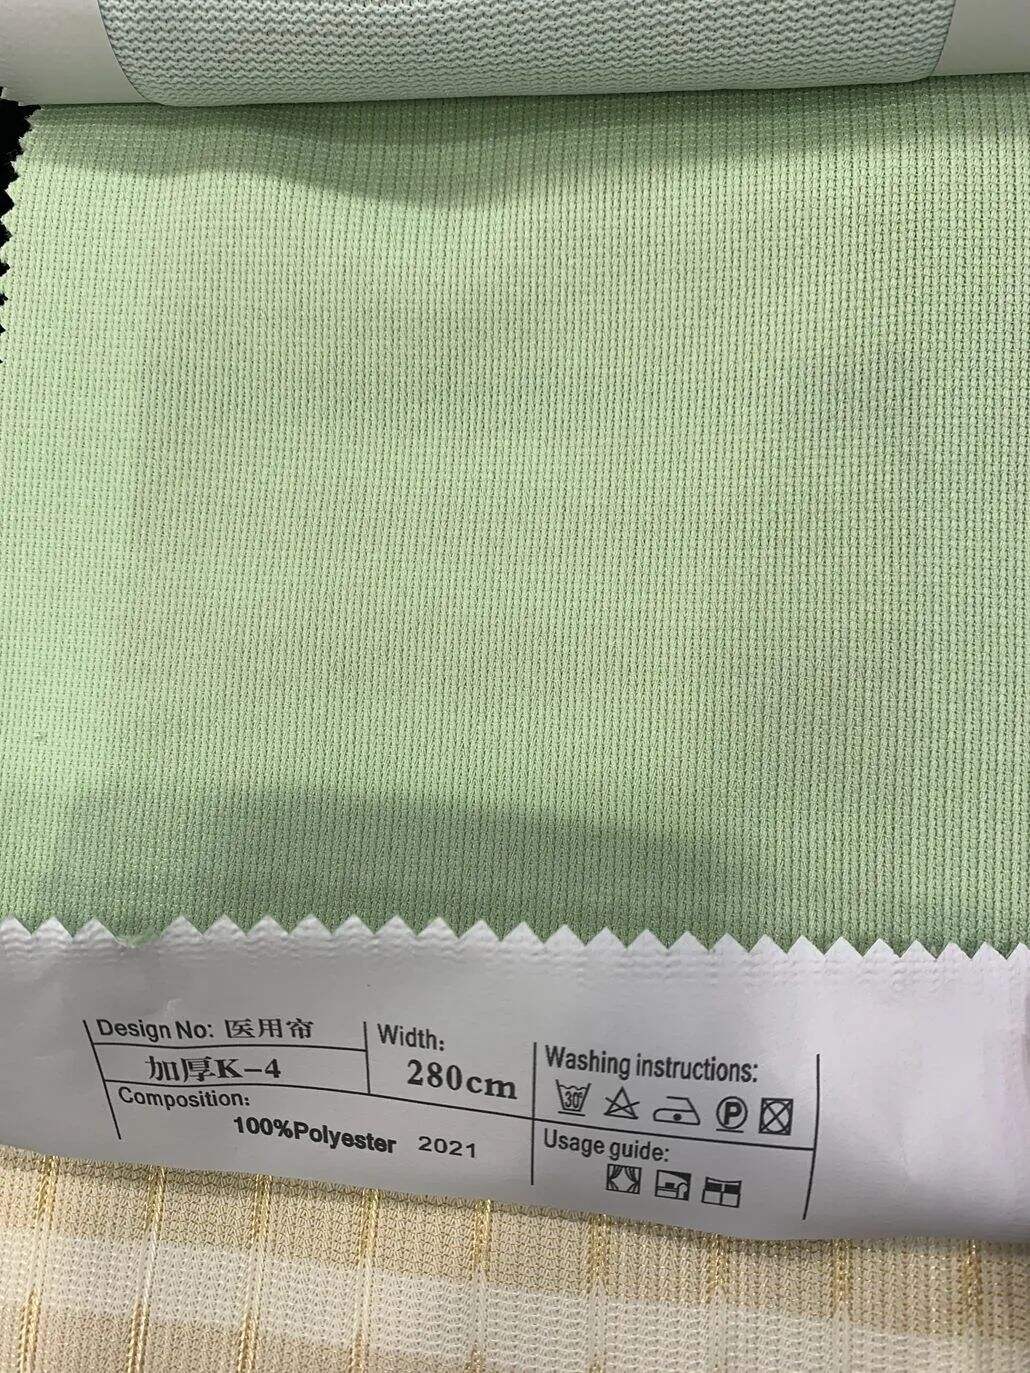 Design No: 医用帘
加厚K-4
Width:
280cm
Composition:
100%Polyester 2021
Washing instructions:
30°
P
Usage guide: